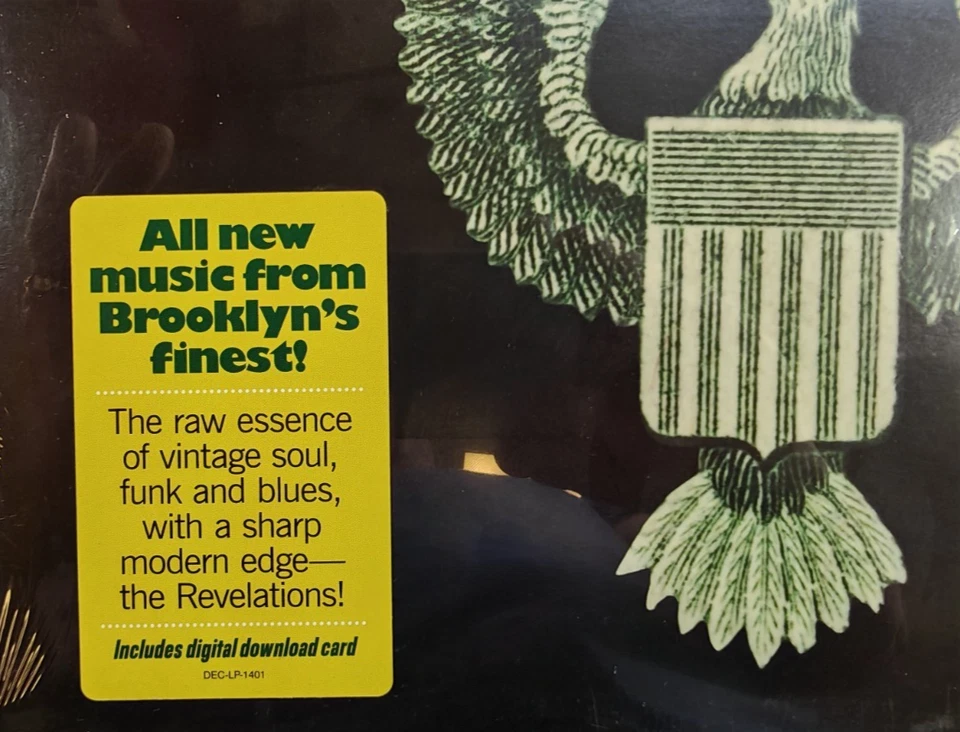 All new
music from
Brooklyn's
finest!
The raw essence
of vintage soul,
funk and blues,
with a sharp
modern edge—
the Revelations!
Includes digital download card
DEC-LP-1401